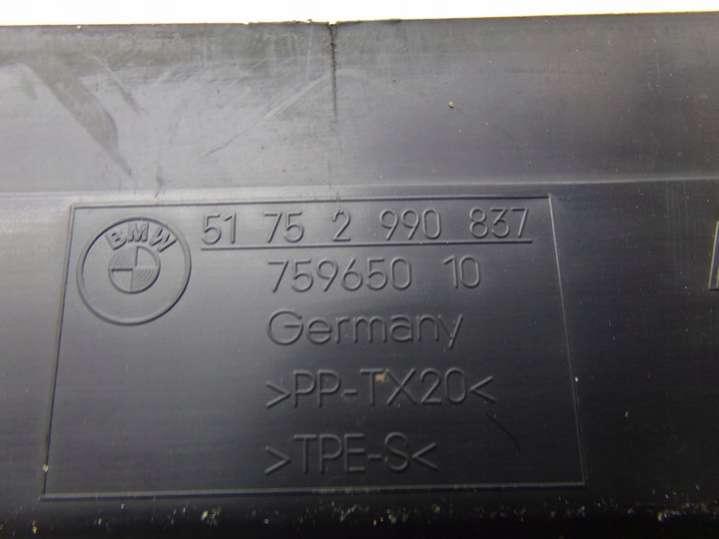 BMW
51 75 2 990 837
759650 10
Germany
>PP-TX20<
>TPE-S<